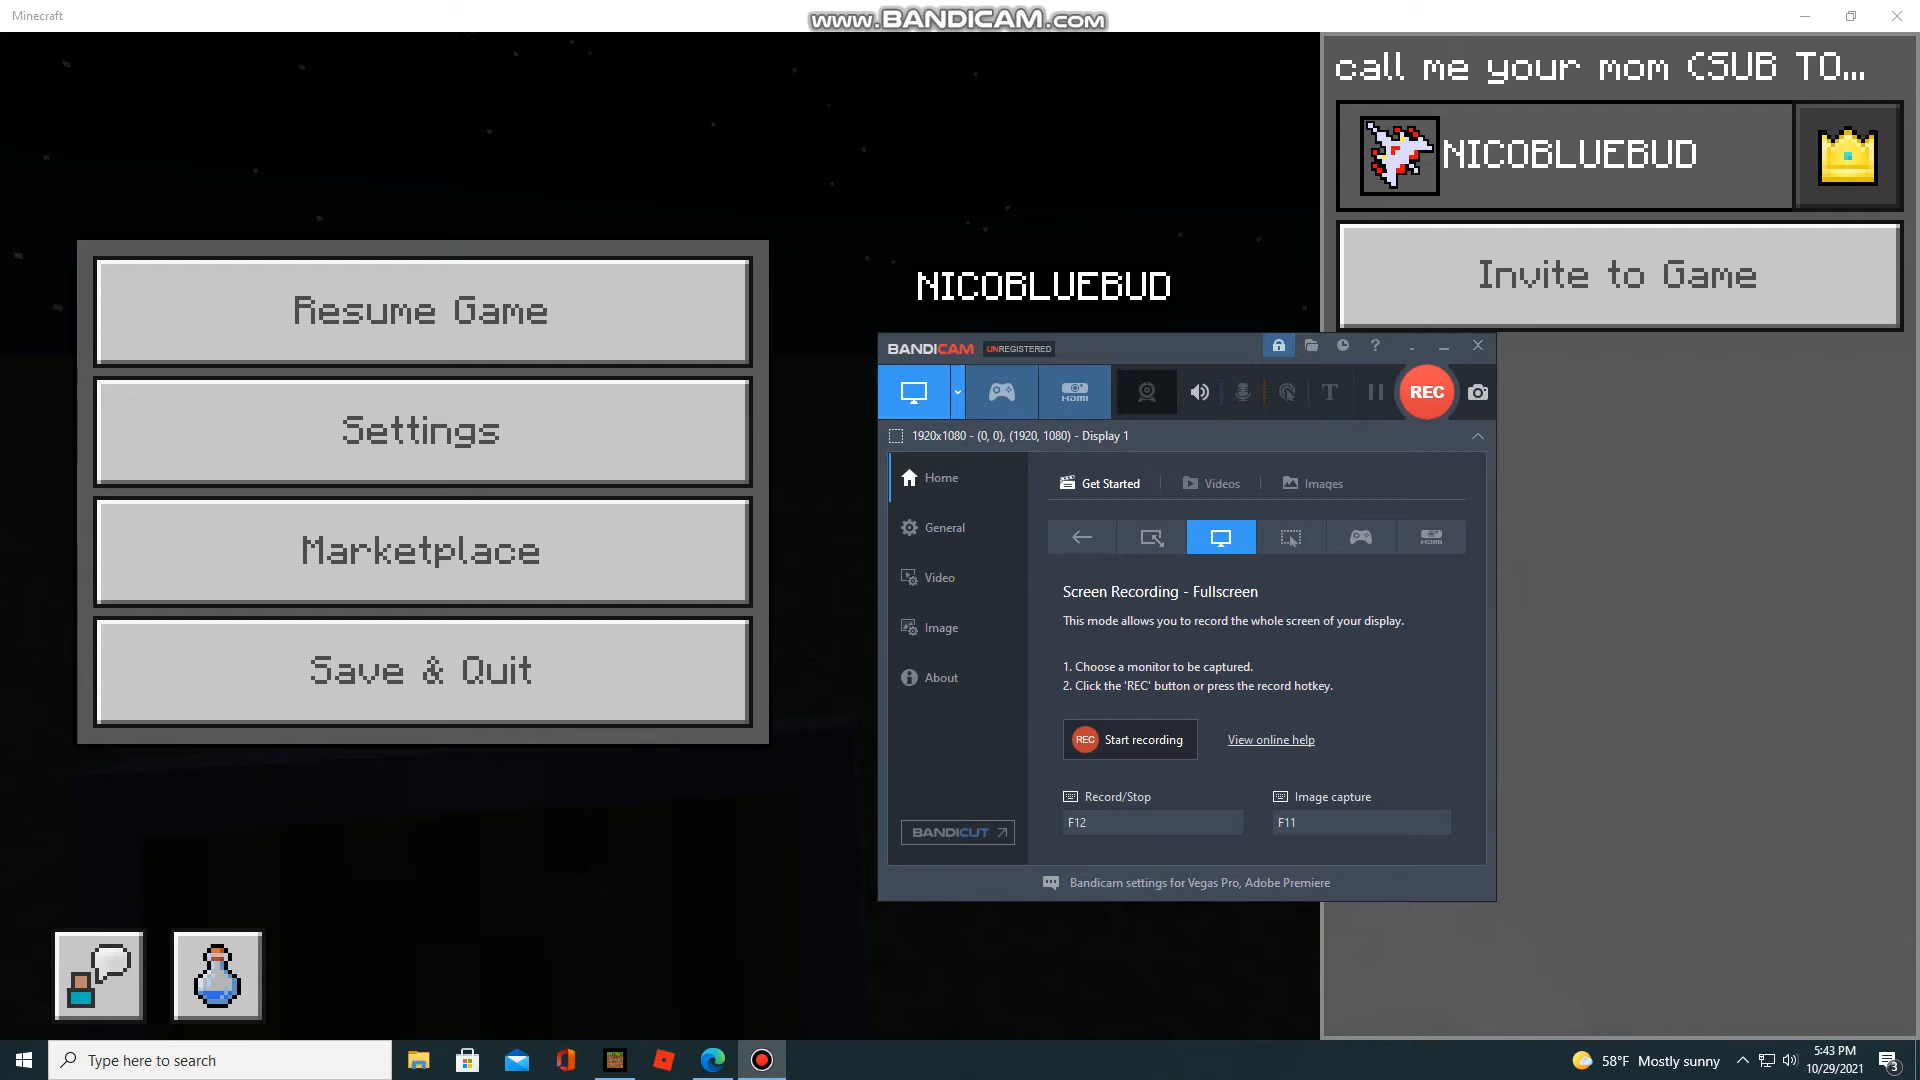 Minecraft
www.BANDICAM.com
call me your mom (SUB TO...
NICOBLUEBUD
Invite to Game
Resume Game
Settings
Marketplace
Save & Quit
NICOBLUEBUD
BANDICAM UNREGISTERED
?
HDMI
T
REC
1920x1080 - (0, 0), (1920, 1080) - Display 1
Home
General
Video
Image
About
BANDICUT
Get Started
Videos
Images
HDMI
Screen Recording - Fullscreen
This mode allows you to record the whole screen of your display.
1. Choose a monitor to be captured.
2. Click the 'REC' button or press the record hotkey.
REC Start recording
View online help
Record/Stop
Image capture
F12
F11
Bandicam settings for Vegas Pro, Adobe Premiere
Type here to search
58°F Mostly sunny
5:43 PM
10/29/2021
3